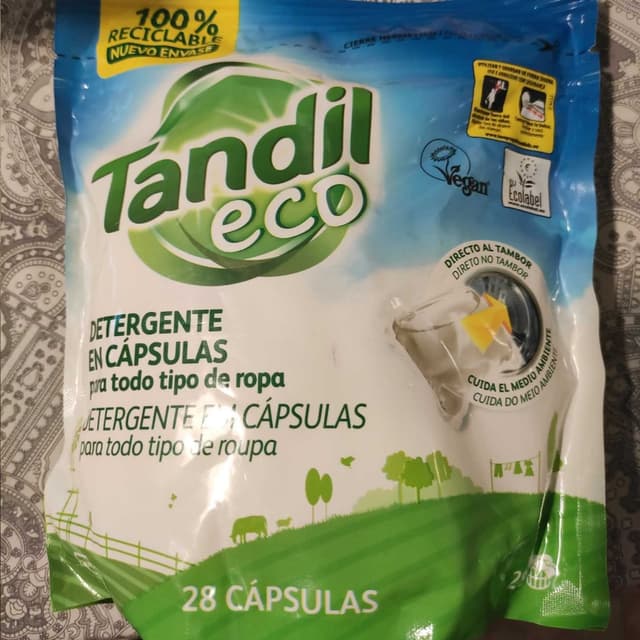 100%
RECICLABLE
NUEVO ENVASE
Tandil
eco
Vegan
EU
Ecolabel
DIRECTO AL TAMBOR
DIRETO NO TAMBOR
CUIDA EL MEDIO AMBIENTE
CUIDA DO MEIO AMBIENTE
DETERGENTE
EN CÁPSULAS
para todo tipo de ropa
DETERGENTE EM CÁPSULAS
para todo tipo de roupa
28 CÁPSULAS